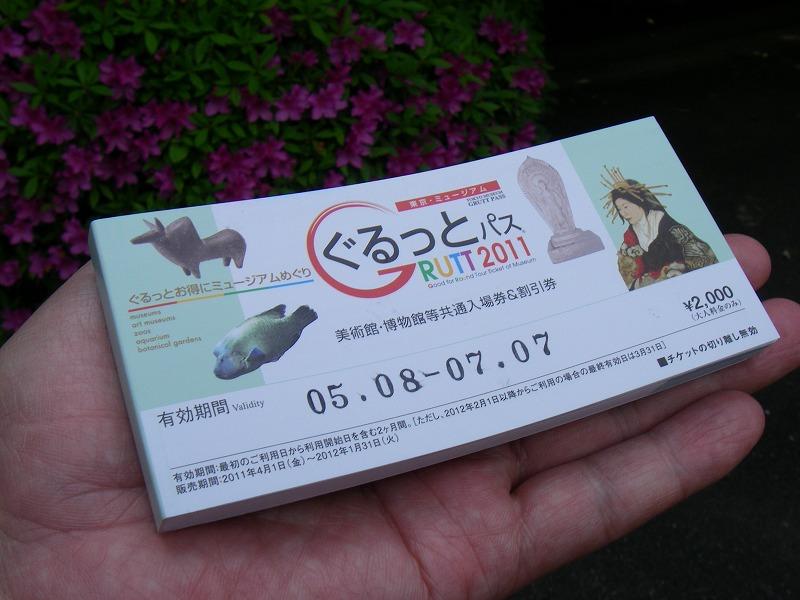 東京・ミュージアム
TOKYO MUSEUM
GRUTT PASS
ぐるっとパス
GRUTT 2011
Good for Round Tour Ticket of Museum
ぐるっとお得にミュージアムめぐり
museums
art museums
zoos
aquarium
botanical gardens
美術館・博物館等共通入場券&割引券
¥2,000
(大人料金のみ)
有効期間 Validity
05.08-07.07
■チケットの切り離し無効
有効期間:最初のご利用日から利用開始日を含む2ヶ月間。[ただし、2012年2月1日以降からご利用の場合の最終有効日は3月31日]
販売期間:2011年4月1日(金)～2012年1月31日(火)